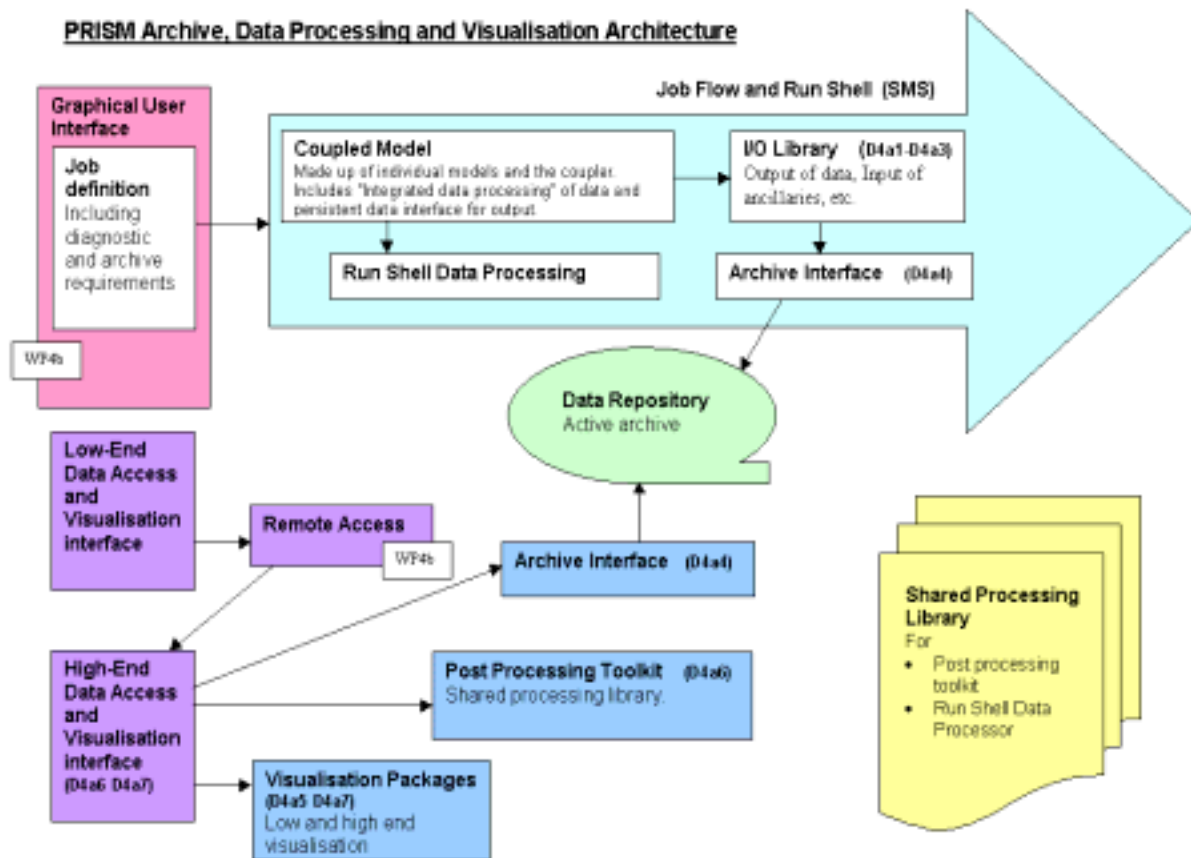 PRISM Archive, Data Processing and Visualisation Architecture
Job Flow and Run Shell (SMS)
Graphical User
Interface
Job
definition
Including
diagnostic
and archive
requirements
WP4b
Coupled Model
Made up of individual models and the coupler.
Includes "Integrated data processing" of data and
persistent data interface for output
I/O Library (D4a1-D4a3)
Output of data, Input of
ancillaries, etc.
Run Shell Data Processing
Archive Interface (D4a4)
Data Repository
Active archive
Low-End
Data Access
and
Visualisation
interface
Remote Access
WP4b
Archive Interface (D4a4)
High-End
Data Access
and
Visualisation
interface
(D4a6 D4a7)
Post Processing Toolkit (D4a6)
Shared processing library.
Visualisation Packages
(D4a5 D4a7)
Low and high end
visualisation
Shared Processing
Library
For
• Post processing
toolkit
• Run Shell Data
Processor